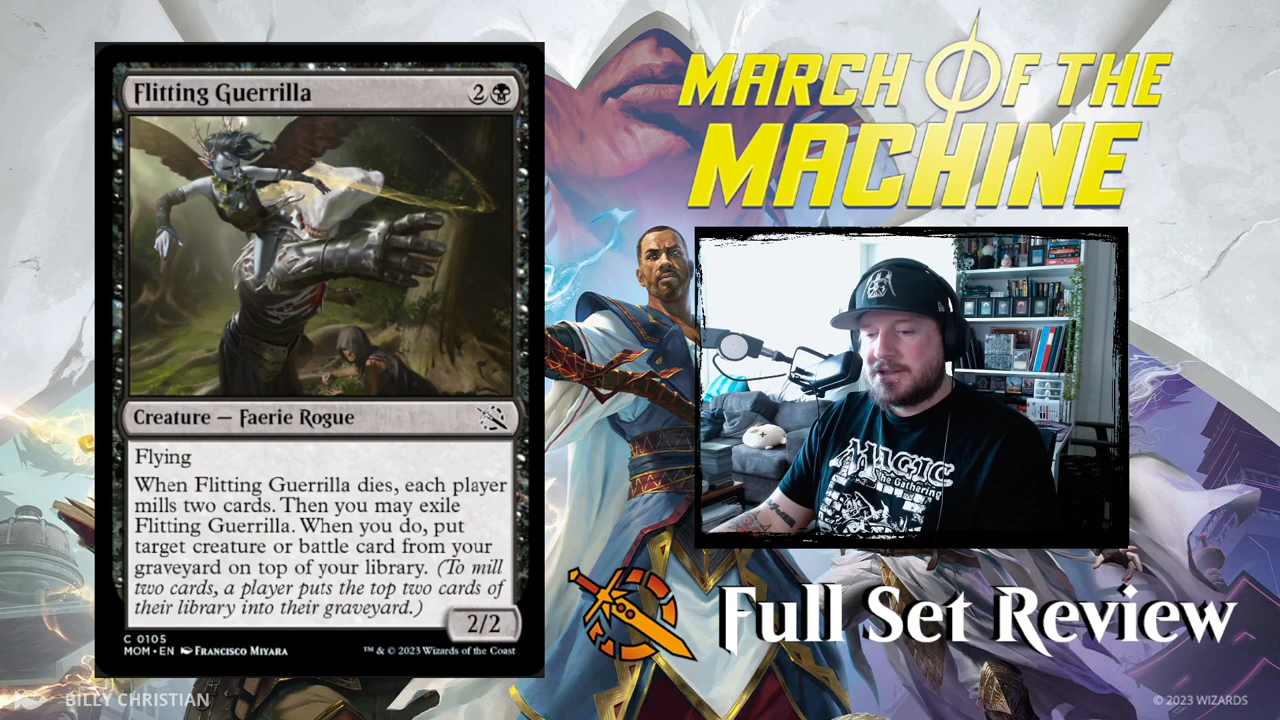 Flitting Guerrilla 2
Creature — Faerie Rogue
Flying
When Flitting Guerrilla dies, each player
mills two cards. Then you may exile
Flitting Guerrilla. When you do, put
target creature or battle card from your
graveyard on top of your library. (To mill
two cards, a player puts the top two cards of
their library into their graveyard.)
2/2
C 0105
MOM • EN FRANCISCO MIYARA
™ & © 2023 Wizards of the Coast
BILLY CHRISTIAN
MARCH OF THE
MACHINE
MAGIC
The Gathering
Full Set Review
© 2023 WIZARDS